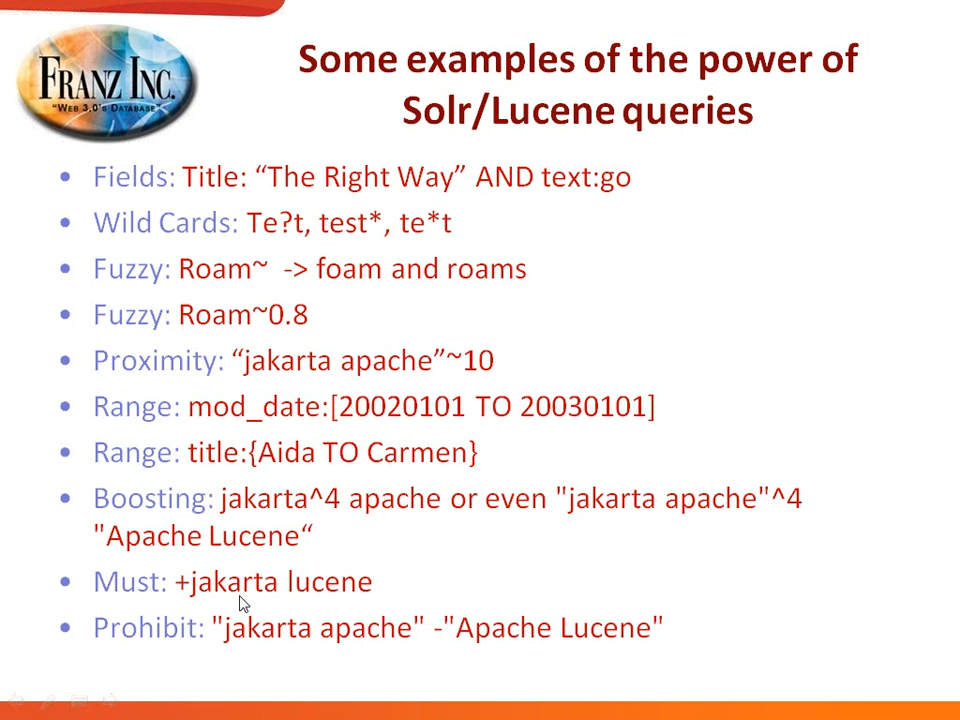 FRANZ INC.
"WEB 3.0'S DATABASE"
Some examples of the power of
Solr/Lucene queries
• Fields: Title: “The Right Way” AND text:go
• Wild Cards: Te?t, test*, te*t
• Fuzzy: Roam~ -> foam and roams
• Fuzzy: Roam~0.8
• Proximity: “jakarta apache”~10
• Range: mod_date:[20020101 TO 20030101]
• Range: title:{Aida TO Carmen}
• Boosting: jakarta^4 apache or even "jakarta apache"^4
"Apache Lucene“
• Must: +jakarta lucene
• Prohibit: "jakarta apache" -"Apache Lucene"